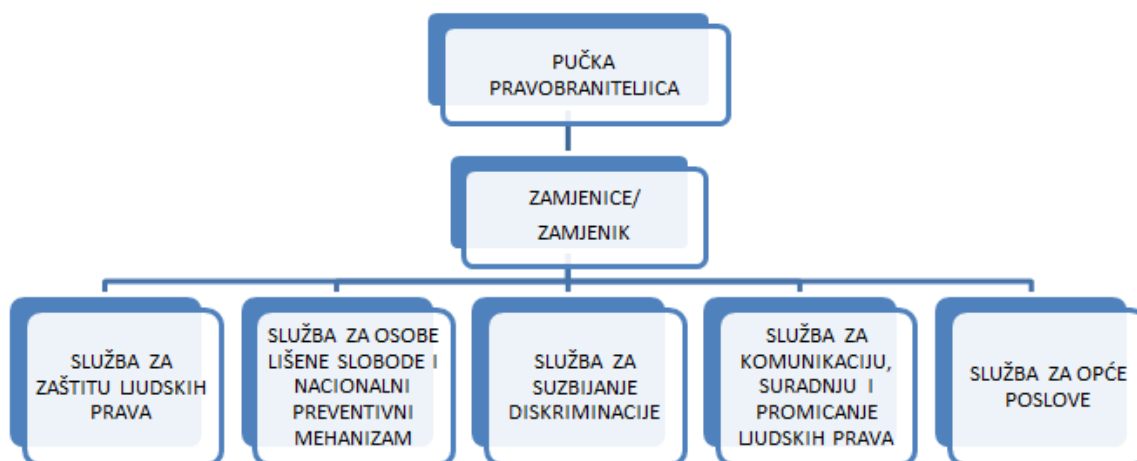 PUČKA
PRAVOBRANITELJICA
ZAMJENICE/
ZAMJENIK
SLUŽBA ZA
ZAŠTITU LJUDSKIH
PRAVA
SLUŽBA ZA OSOBE
LIŠENE SLOBODE I
NACIONALNI
PREVENTIVNI
MEHANIZAM
SLUŽBA ZA
SUZBIJANJE
DISKRIMINACIJE
SLUŽBA ZA
KOMUNIKACIJU,
SURADNJU I
PROMICANJE
LJUDSKIH PRAVA
SLUŽBA ZA OPĆE
POSLOVE